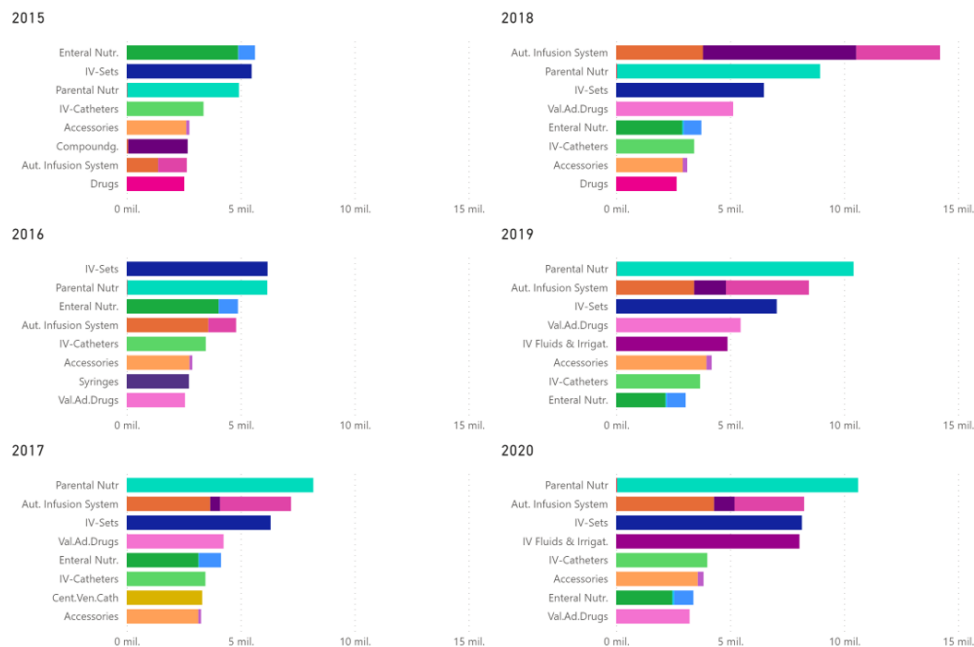 2015
Enteral Nutr.
IV-Sets
Parental Nutr
IV-Catheters
Accessories
Compoundg.
Aut. Infusion System
Drugs
0 mil. 5 mil. 10 mil. 15 mil.
2018
Aut. Infusion System
Parental Nutr
IV-Sets
Val.Ad.Drugs
Enteral Nutr.
IV-Catheters
Accessories
Drugs
0 mil. 5 mil. 10 mil. 15 mil.
2016
IV-Sets
Parental Nutr
Enteral Nutr.
Aut. Infusion System
IV-Catheters
Accessories
Syringes
Val.Ad.Drugs
0 mil. 5 mil. 10 mil. 15 mil.
2019
Parental Nutr
Aut. Infusion System
IV-Sets
Val.Ad.Drugs
IV Fluids & Irrigat.
Accessories
IV-Catheters
Enteral Nutr.
0 mil. 5 mil. 10 mil. 15 mil.
2017
Parental Nutr
Aut. Infusion System
IV-Sets
Val.Ad.Drugs
Enteral Nutr.
IV-Catheters
Cent.Ven.Cath
Accessories
0 mil. 5 mil. 10 mil. 15 mil.
2020
Parental Nutr
Aut. Infusion System
IV-Sets
IV Fluids & Irrigat.
IV-Catheters
Accessories
Enteral Nutr.
Val.Ad.Drugs
0 mil. 5 mil. 10 mil. 15 mil.